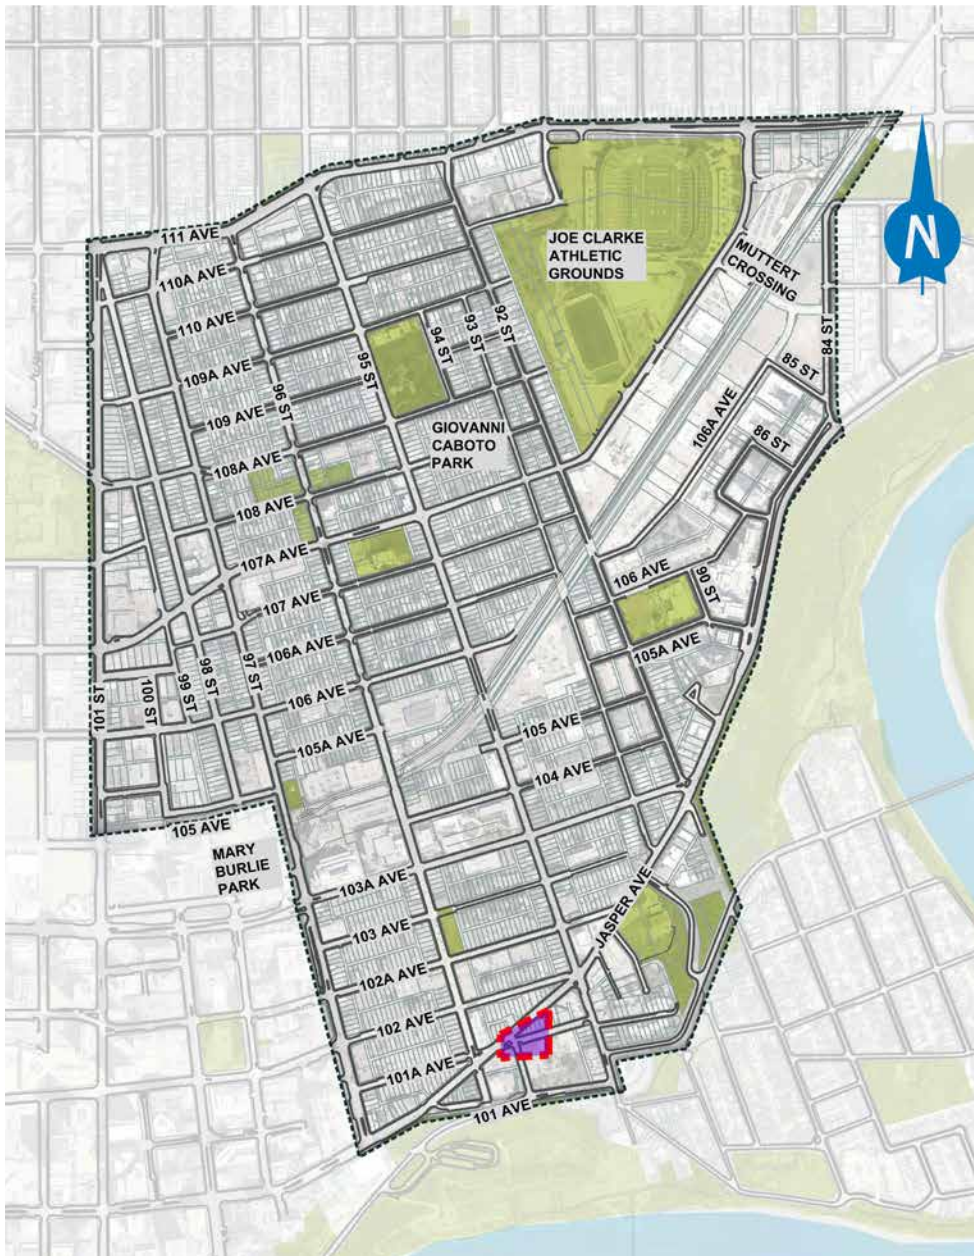 111 AVE
110A AVE
110 AVE
109A AVE
109 AVE
108A AVE
108 AVE
107A AVE
107 AVE
106A AVE
106 AVE
105A AVE
105 AVE
MARY
BURLIE
PARK
101 ST
100 ST
99 ST
98 ST
97 ST
96 ST
95 ST
94 ST
93 ST
92 ST
JOE CLARKE
ATHLETIC
GROUNDS
MUTTERT
CROSSING
N
84 ST
85 ST
86 ST
106A AVE
GIOVANNI
CABOTO
PARK
106 AVE
90 ST
105A AVE
105 AVE
104 AVE
103A AVE
103 AVE
102A AVE
102 AVE
101A AVE
101 AVE
JASPER AVE